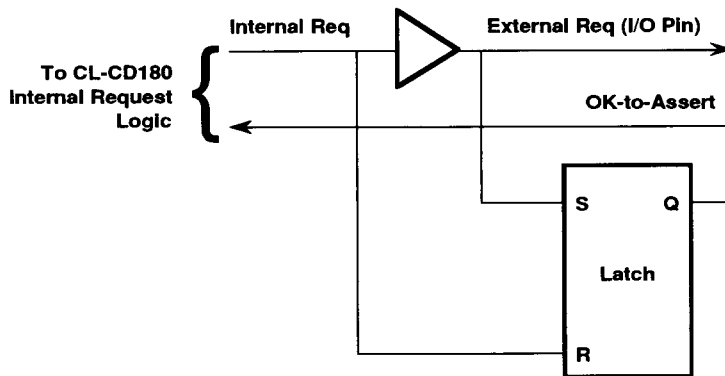 Internal Req
External Req (I/O Pin)
To CL-CD180
Internal Request
Logic
OK-to-Assert
S
Q
Latch
R